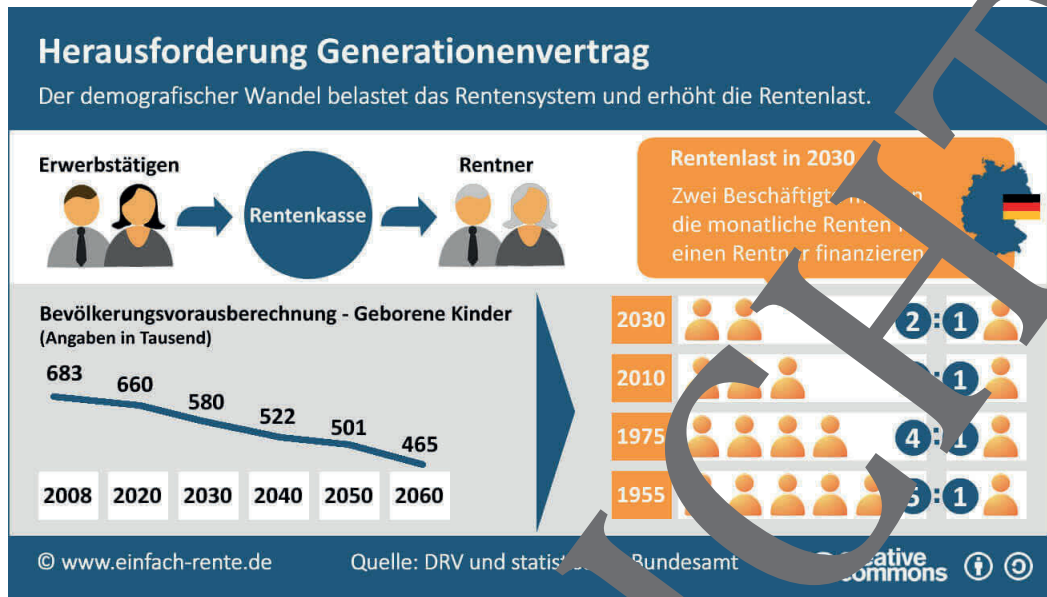 Herausforderung Generationenvertrag
Der demografischer Wandel belastet das Rentensystem und erhöht die Rentenlast.
Erwerbstätigen
Rentenkasse
Rentner
Rentenlast in 2030
Zwei
die monatliche Renten
einen Rentner finanzieren
Bevölkerungsvorausberechnung - Geborene Kinder
(Angaben in Tausend)
683
660
580
522
501
465
2008 2020 2030 2040 2050 2060
2030 2:1
2010 :1
1975 4:1
1955 :1
© www.einfach-rente.de
Quelle: DRV und Bundesamt
CHT